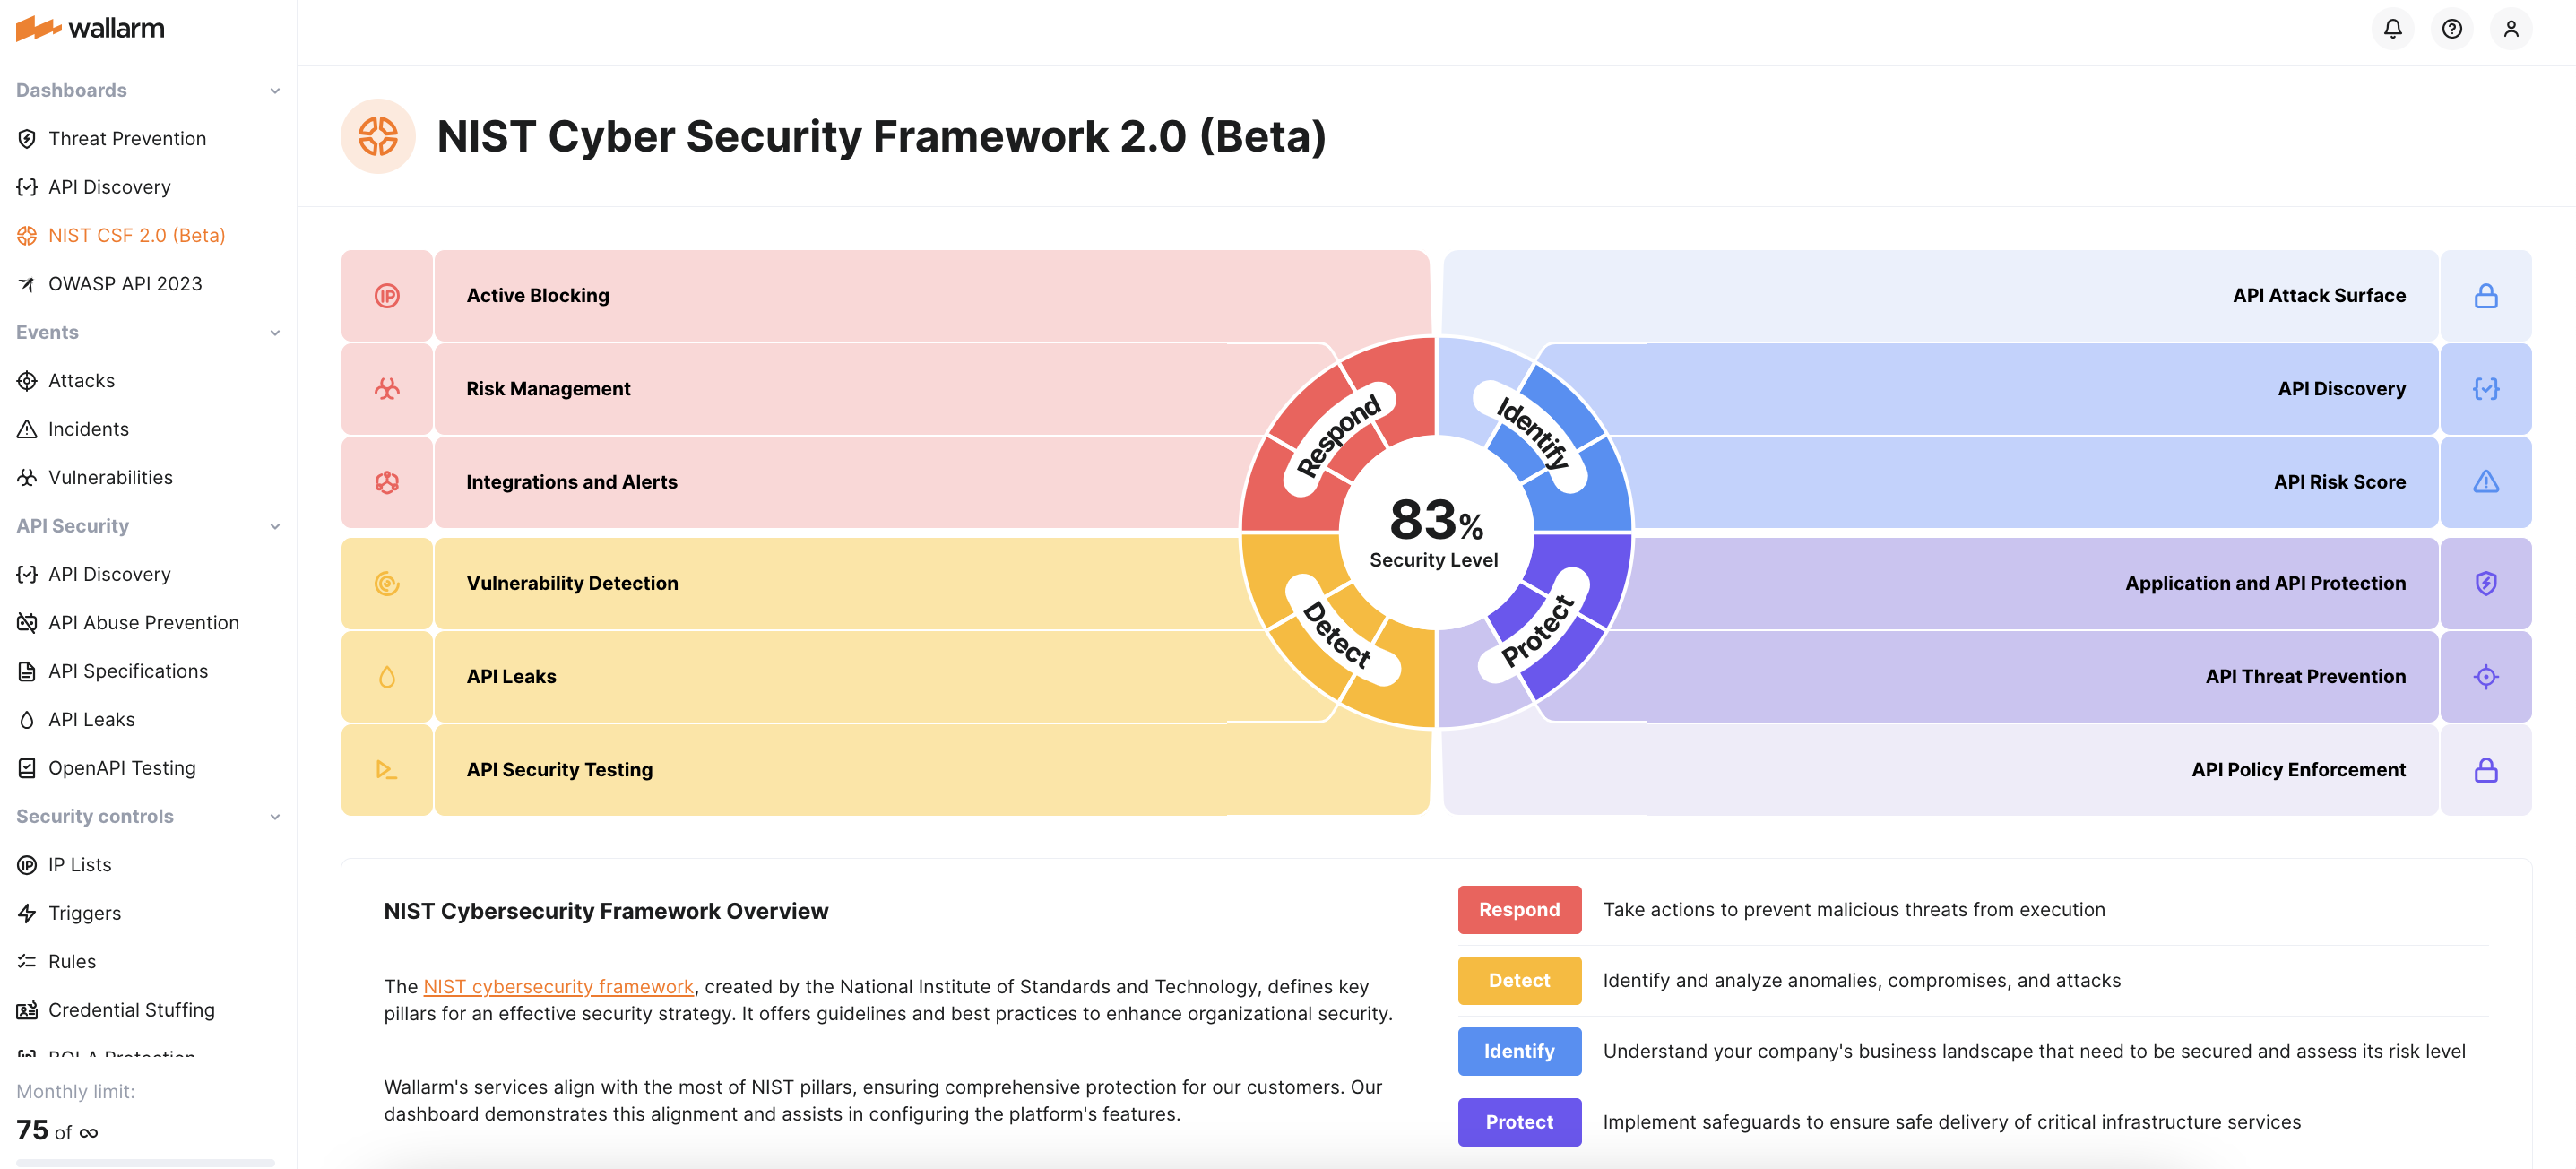 wallarm
Dashboards
Threat Prevention
API Discovery
NIST CSF 2.0 (Beta)
OWASP API 2023
Events
Attacks
Incidents
Vulnerabilities
API Security
API Discovery
API Abuse Prevention
API Specifications
API Leaks
OpenAPI Testing
Security controls
IP Lists
Triggers
Rules
Credential Stuffing
BOLA Protection
Monthly limit:
75 of ∞
NIST Cyber Security Framework 2.0 (Beta)
Active Blocking
Risk Management
Integrations and Alerts
Vulnerability Detection
API Leaks
API Security Testing
Respond
Identify
Detect
Protect
83%
Security Level
API Attack Surface
API Discovery
API Risk Score
Application and API Protection
API Threat Prevention
API Policy Enforcement
NIST Cybersecurity Framework Overview
The NIST cybersecurity framework, created by the National Institute of Standards and Technology, defines key
pillars for an effective security strategy. It offers guidelines and best practices to enhance organizational security.
Wallarm's services align with the most of NIST pillars, ensuring comprehensive protection for our customers. Our
dashboard demonstrates this alignment and assists in configuring the platform's features.
Respond Take actions to prevent malicious threats from execution
Detect Identify and analyze anomalies, compromises, and attacks
Identify Understand your company's business landscape that need to be secured and assess its risk level
Protect Implement safeguards to ensure safe delivery of critical infrastructure services